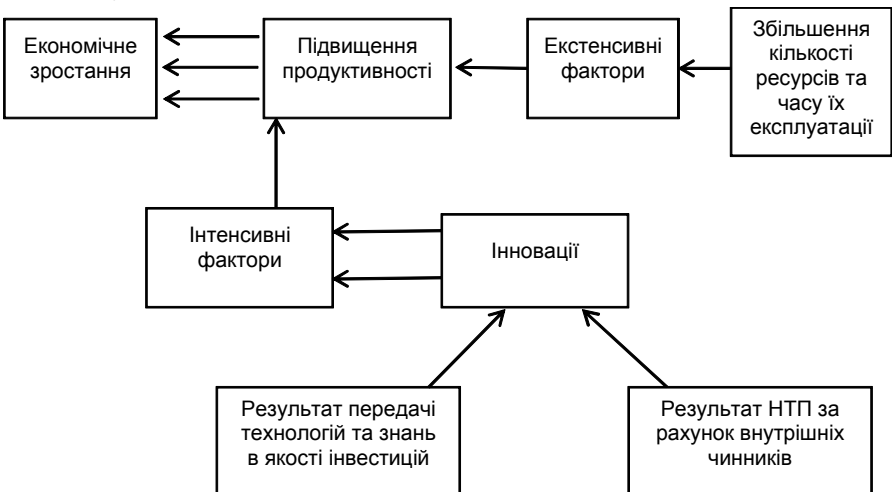 Економічне
зростання
Підвищення
продуктивності
Екстенсивні
фактори
Збільшення
кількості
ресурсів та
часу їх
експлуатації
Інтенсивні
фактори
Інновації
Результат передачі
технологій та знань
в якості інвестицій
Результат НТП за
рахунок внутрішніх
чинників